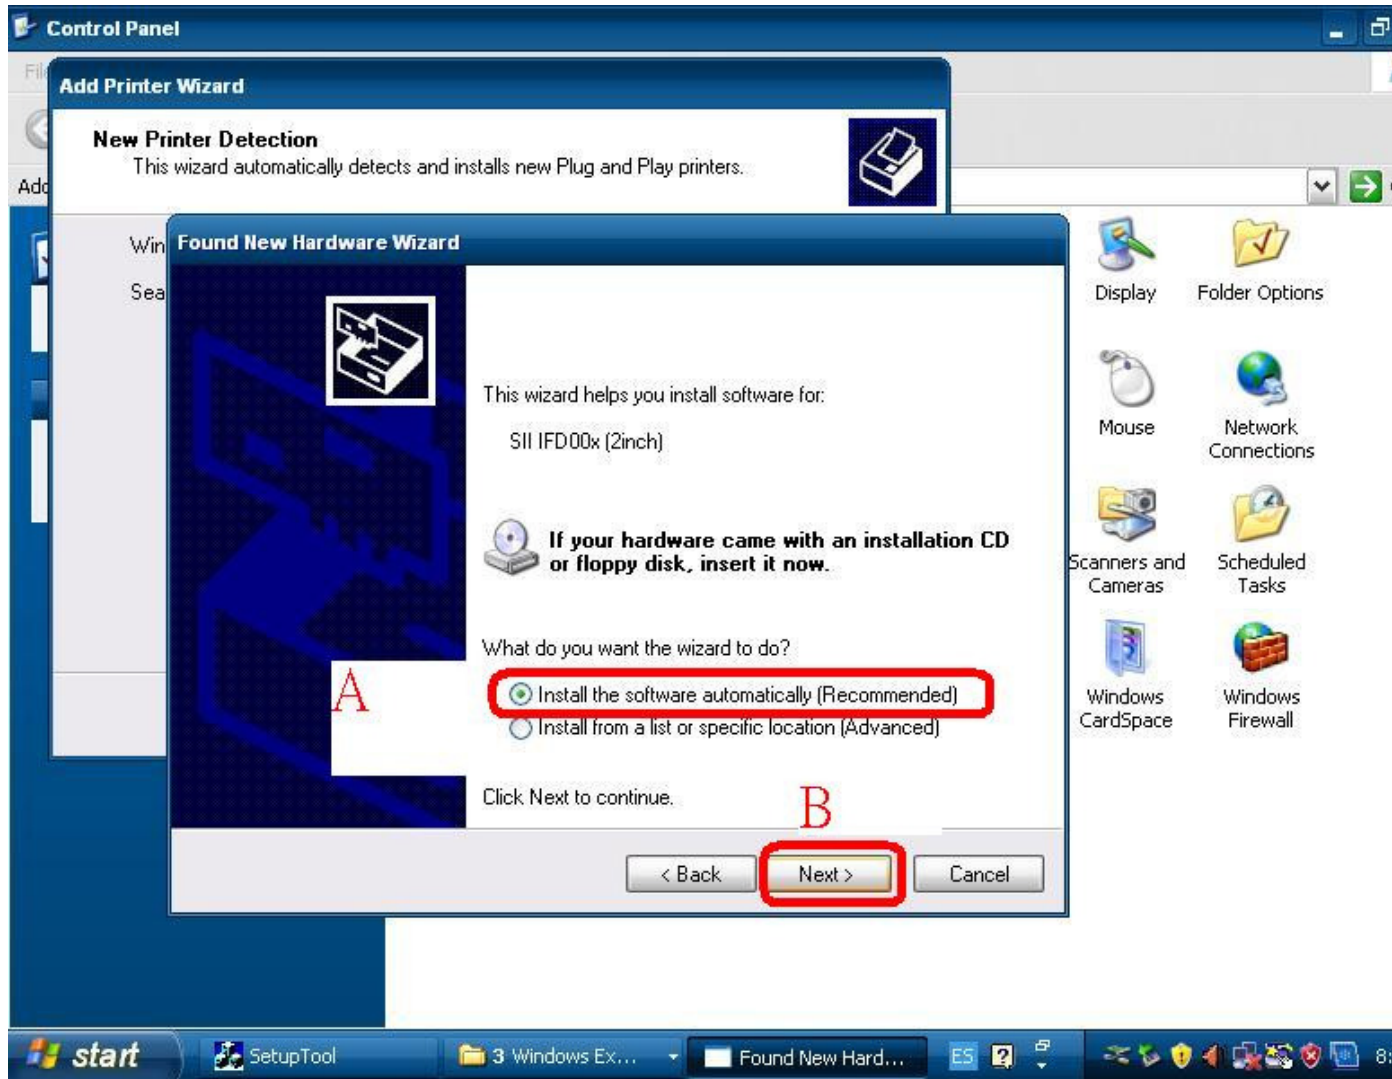 Control Panel
Add Printer Wizard
New Printer Detection
This wizard automatically detects and installs new Plug and Play printers.
Found New Hardware Wizard
This wizard helps you install software for:
SII IFD00x (2inch)
If your hardware came with an installation CD
or floppy disk, insert it now.
What do you want the wizard to do?
A
Install the software automatically (Recommended)
Install from a list or specific location (Advanced)
Click Next to continue.
B
< Back
Next >
Cancel
Display
Folder Options
Mouse
Network
Connections
Scanners and
Cameras
Scheduled
Tasks
Windows
CardSpace
Windows
Firewall
start
SetupTool
3 Windows Ex...
Found New Hard...
ES